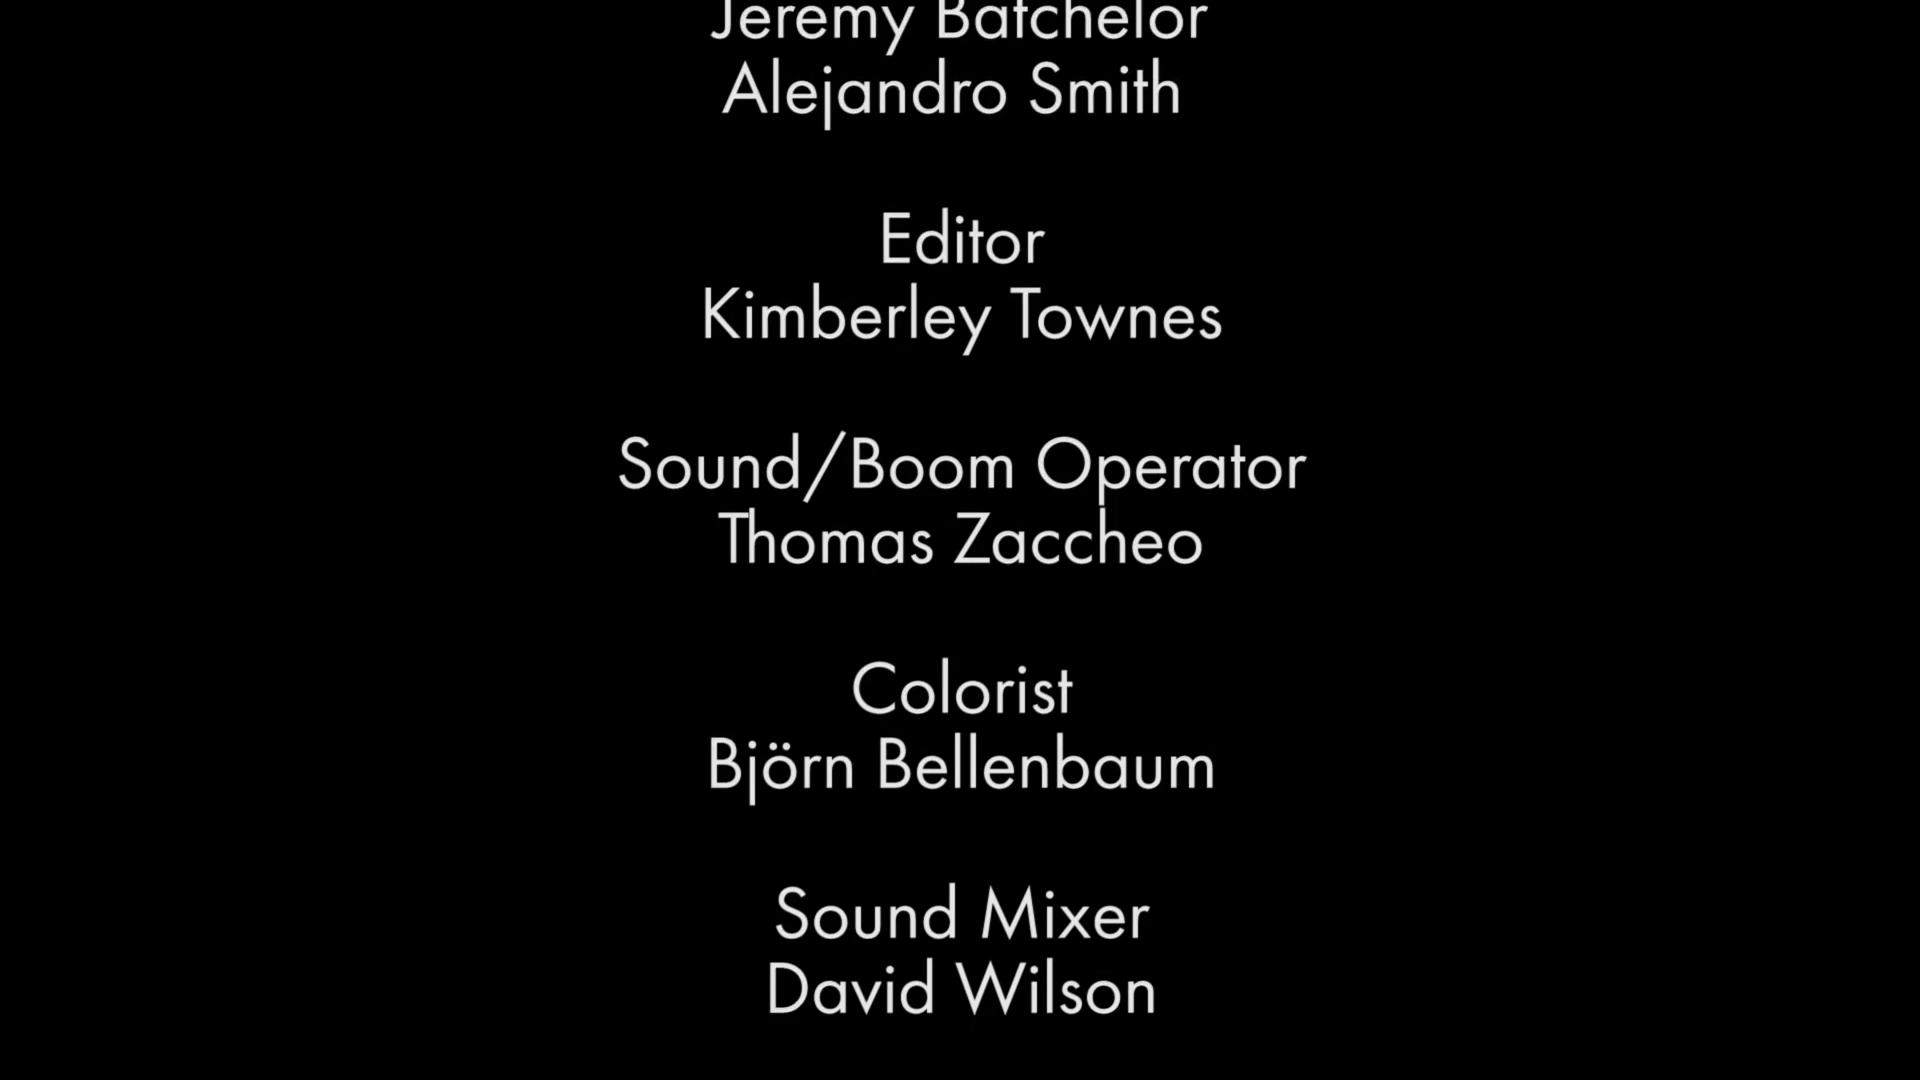 Jeremy Batchelor
Alejandro Smith
Editor
Kimberley Townes
Sound/Boom Operator
Thomas Zaccheo
Colorist
Björn Bellenbaum
Sound Mixer
David Wilson